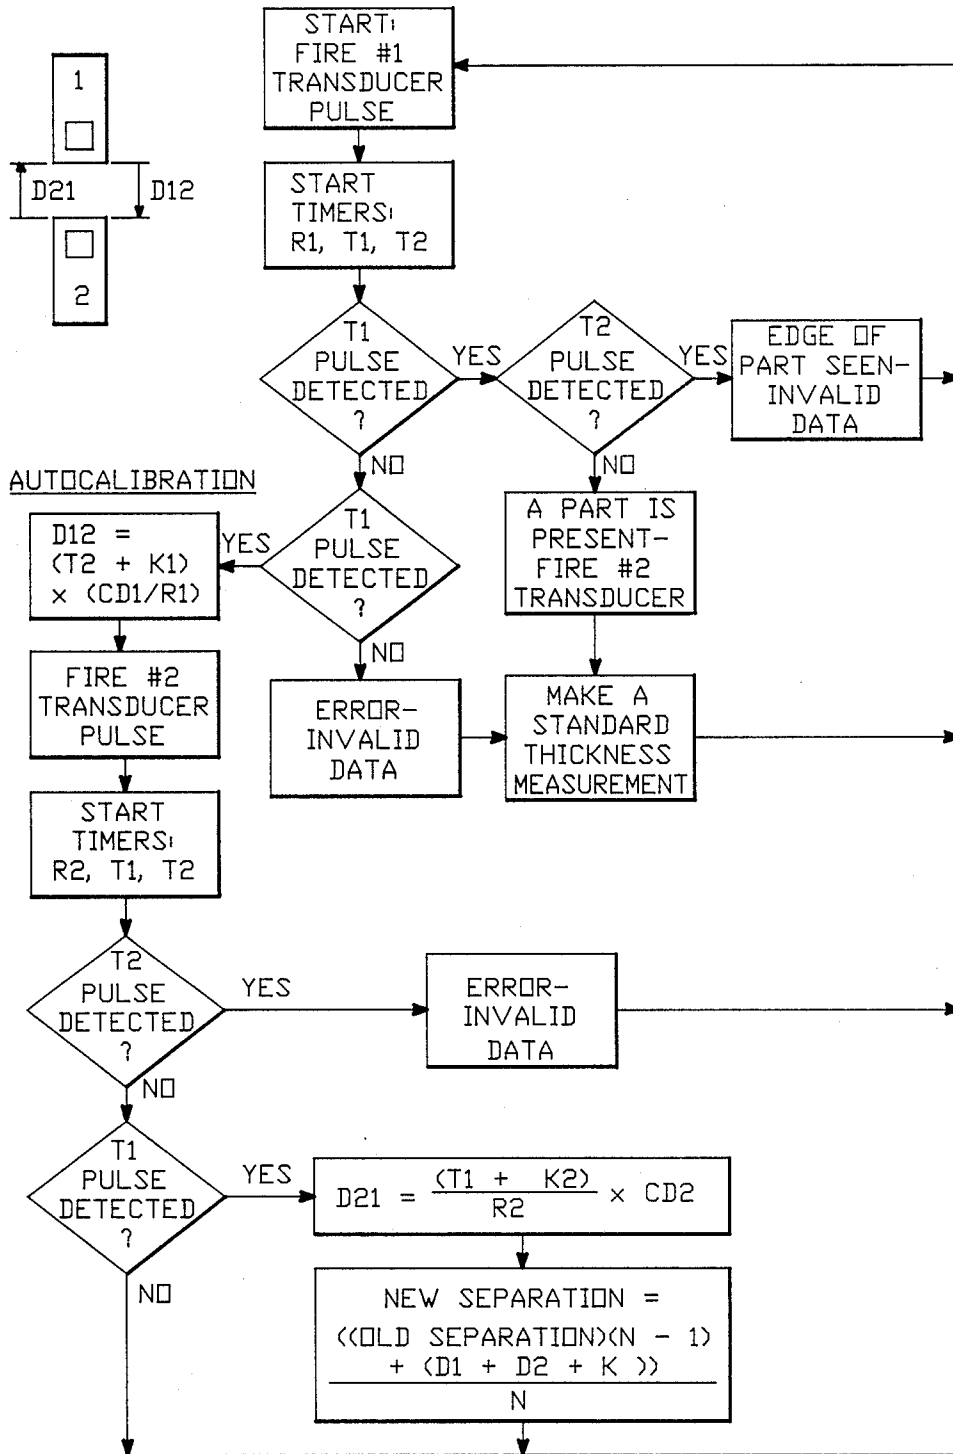 START:
FIRE #1
TRANSDUCER
PULSE
1
D21
D12
2
START
TIMERS:
R1, T1, T2
T1
PULSE
DETECTED
?
YES
NO
T2
PULSE
DETECTED
?
YES
NO
EDGE OF
PART SEEN-
INVALID
DATA
A PART IS
PRESENT-
FIRE #2
TRANSDUCER
MAKE A
STANDARD
THICKNESS
MEASUREMENT
T1
PULSE
DETECTED
?
YES
NO
ERROR-
INVALID
DATA
AUTOCALIBRATION
D12 =
(T2 + K1)
× (CD1/R1)
FIRE #2
TRANSDUCER
PULSE
START
TIMERS:
R2, T1, T2
T2
PULSE
DETECTED
?
YES
NO
ERROR-
INVALID
DATA
T1
PULSE
DETECTED
?
YES
NO
D21 = (T1 + K2)/R2 × CD2
NEW SEPARATION =
((OLD SEPARATION)(N - 1)
+ (D1 + D2 + K ))
N